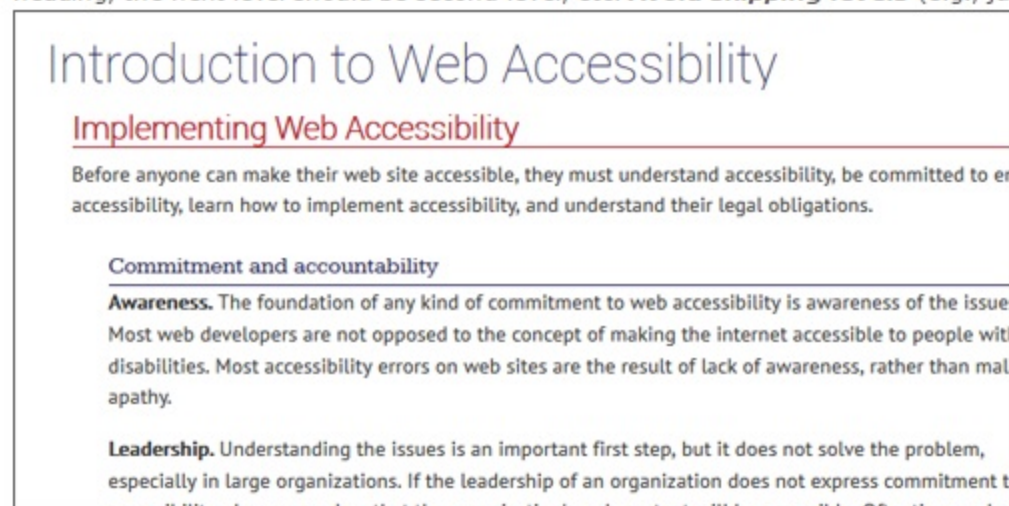 Introduction to Web Accessibility
Implementing Web Accessibility
Before anyone can make their web site accessible, they must understand accessibility, be committed to
accessibility, learn how to implement accessibility, and understand their legal obligations.
Commitment and accountability
Awareness. The foundation of any kind of commitment to web accessibility is awareness of the issue
Most web developers are not opposed to the concept of making the internet accessible to people wit
disabilities. Most accessibility errors on web sites are the result of lack of awareness, rather than mal
apathy.
Leadership. Understanding the issues is an important first step, but it does not solve the problem,
especially in large organizations. If the leadership of an organization does not express commitment t